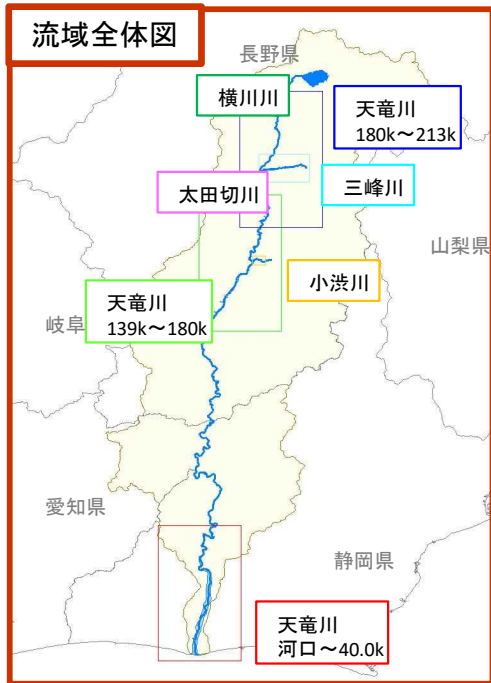 流域全体図
長野県
横川川
天竜川
180k～213k
太田切川
三峰川
山梨県
小渋川
天竜川
139k～180k
岐阜
愛知県
静岡県
天竜川
河口～40.0k